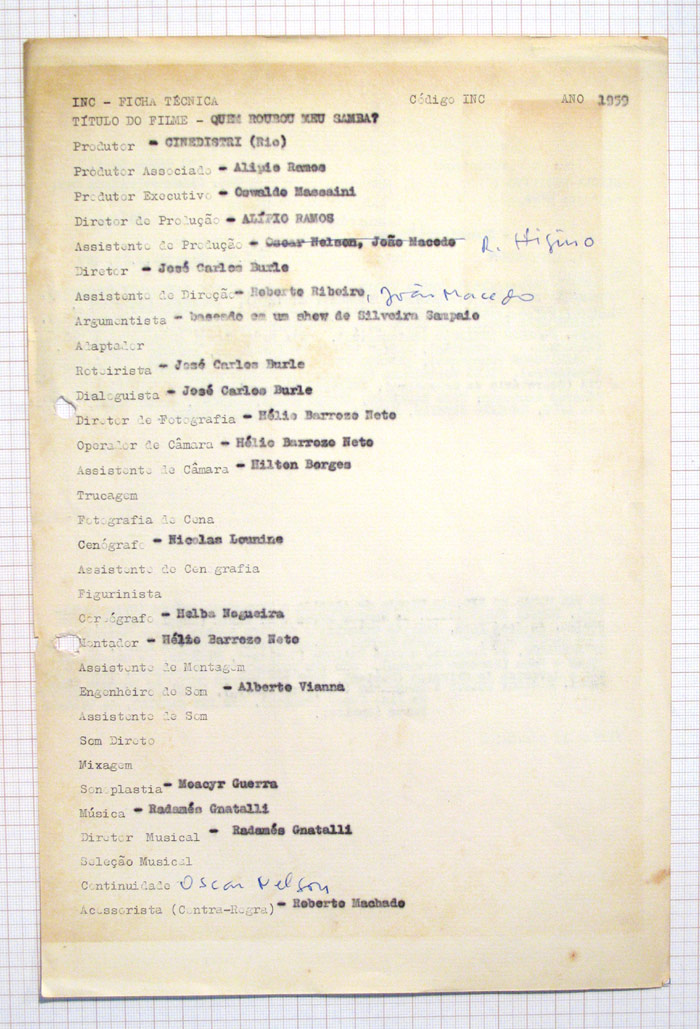 INC - FICHA TÉCNICA Código INC ANO 1959
TÍTULO DO FILME - QUEM ROUBOU MEU SAMBA?
Produtor - CINEDISTRI (Rio)
Produtor Associado - Alipio Ramos
Produtor Executivo - Oswaldo Massaini
Diretor de Produção - ALÍPIO RAMOS
Assistente de Produção - Oscar Nelson, João Macedo R. Higino
Diretor - José Carlos Burle
Assistente de Direção - Roberto Ribeiro, João Macedo
Argumentista - baseado em um show de Silveira Sampaio
Adaptador
Roteirista - José Carlos Burle
Dialoguista - José Carlos Burle
Diretor de Fotografia - Hélio Barrozo Neto
Operador de Câmara - Hélio Barrozo Neto
Assistente de Câmara - Hilton Borges
Trucagem
Fotografia de Cena
Cenógrafo - Nicolas Lounine
Assistente de Cenografia
Figurinista
Coreógrafo - Helba Nogueira
Montador - Hélio Barrozo Neto
Assistente de Montagem
Engenheiro de Som - Alberto Vianna
Assistente de Som
Som Direto
Mixagem
Sonoplastia - Moacyr Guerra
Música - Radamés Gnatalli
Diretor Musical - Radamés Gnatalli
Seleção Musical
Continuidade Oscar Nelson
Acessorista (Contra-Regra) - Roberto Machado